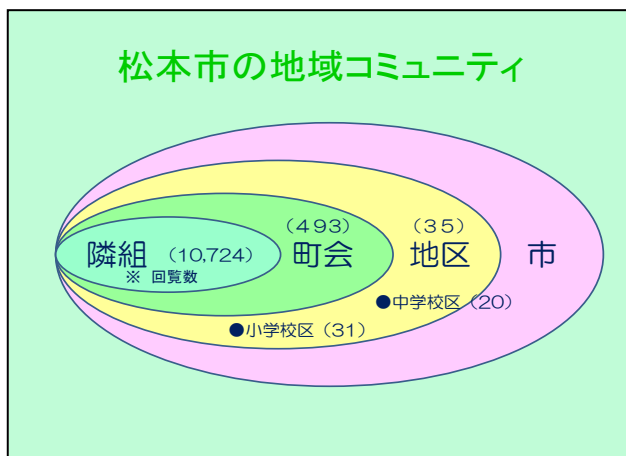 松本市の地域コミュニティ
(493)
(35)
隣組 (10,724) 町会 地区 市
※ 回覧数
●中学校区(20)
●小学校区(31)